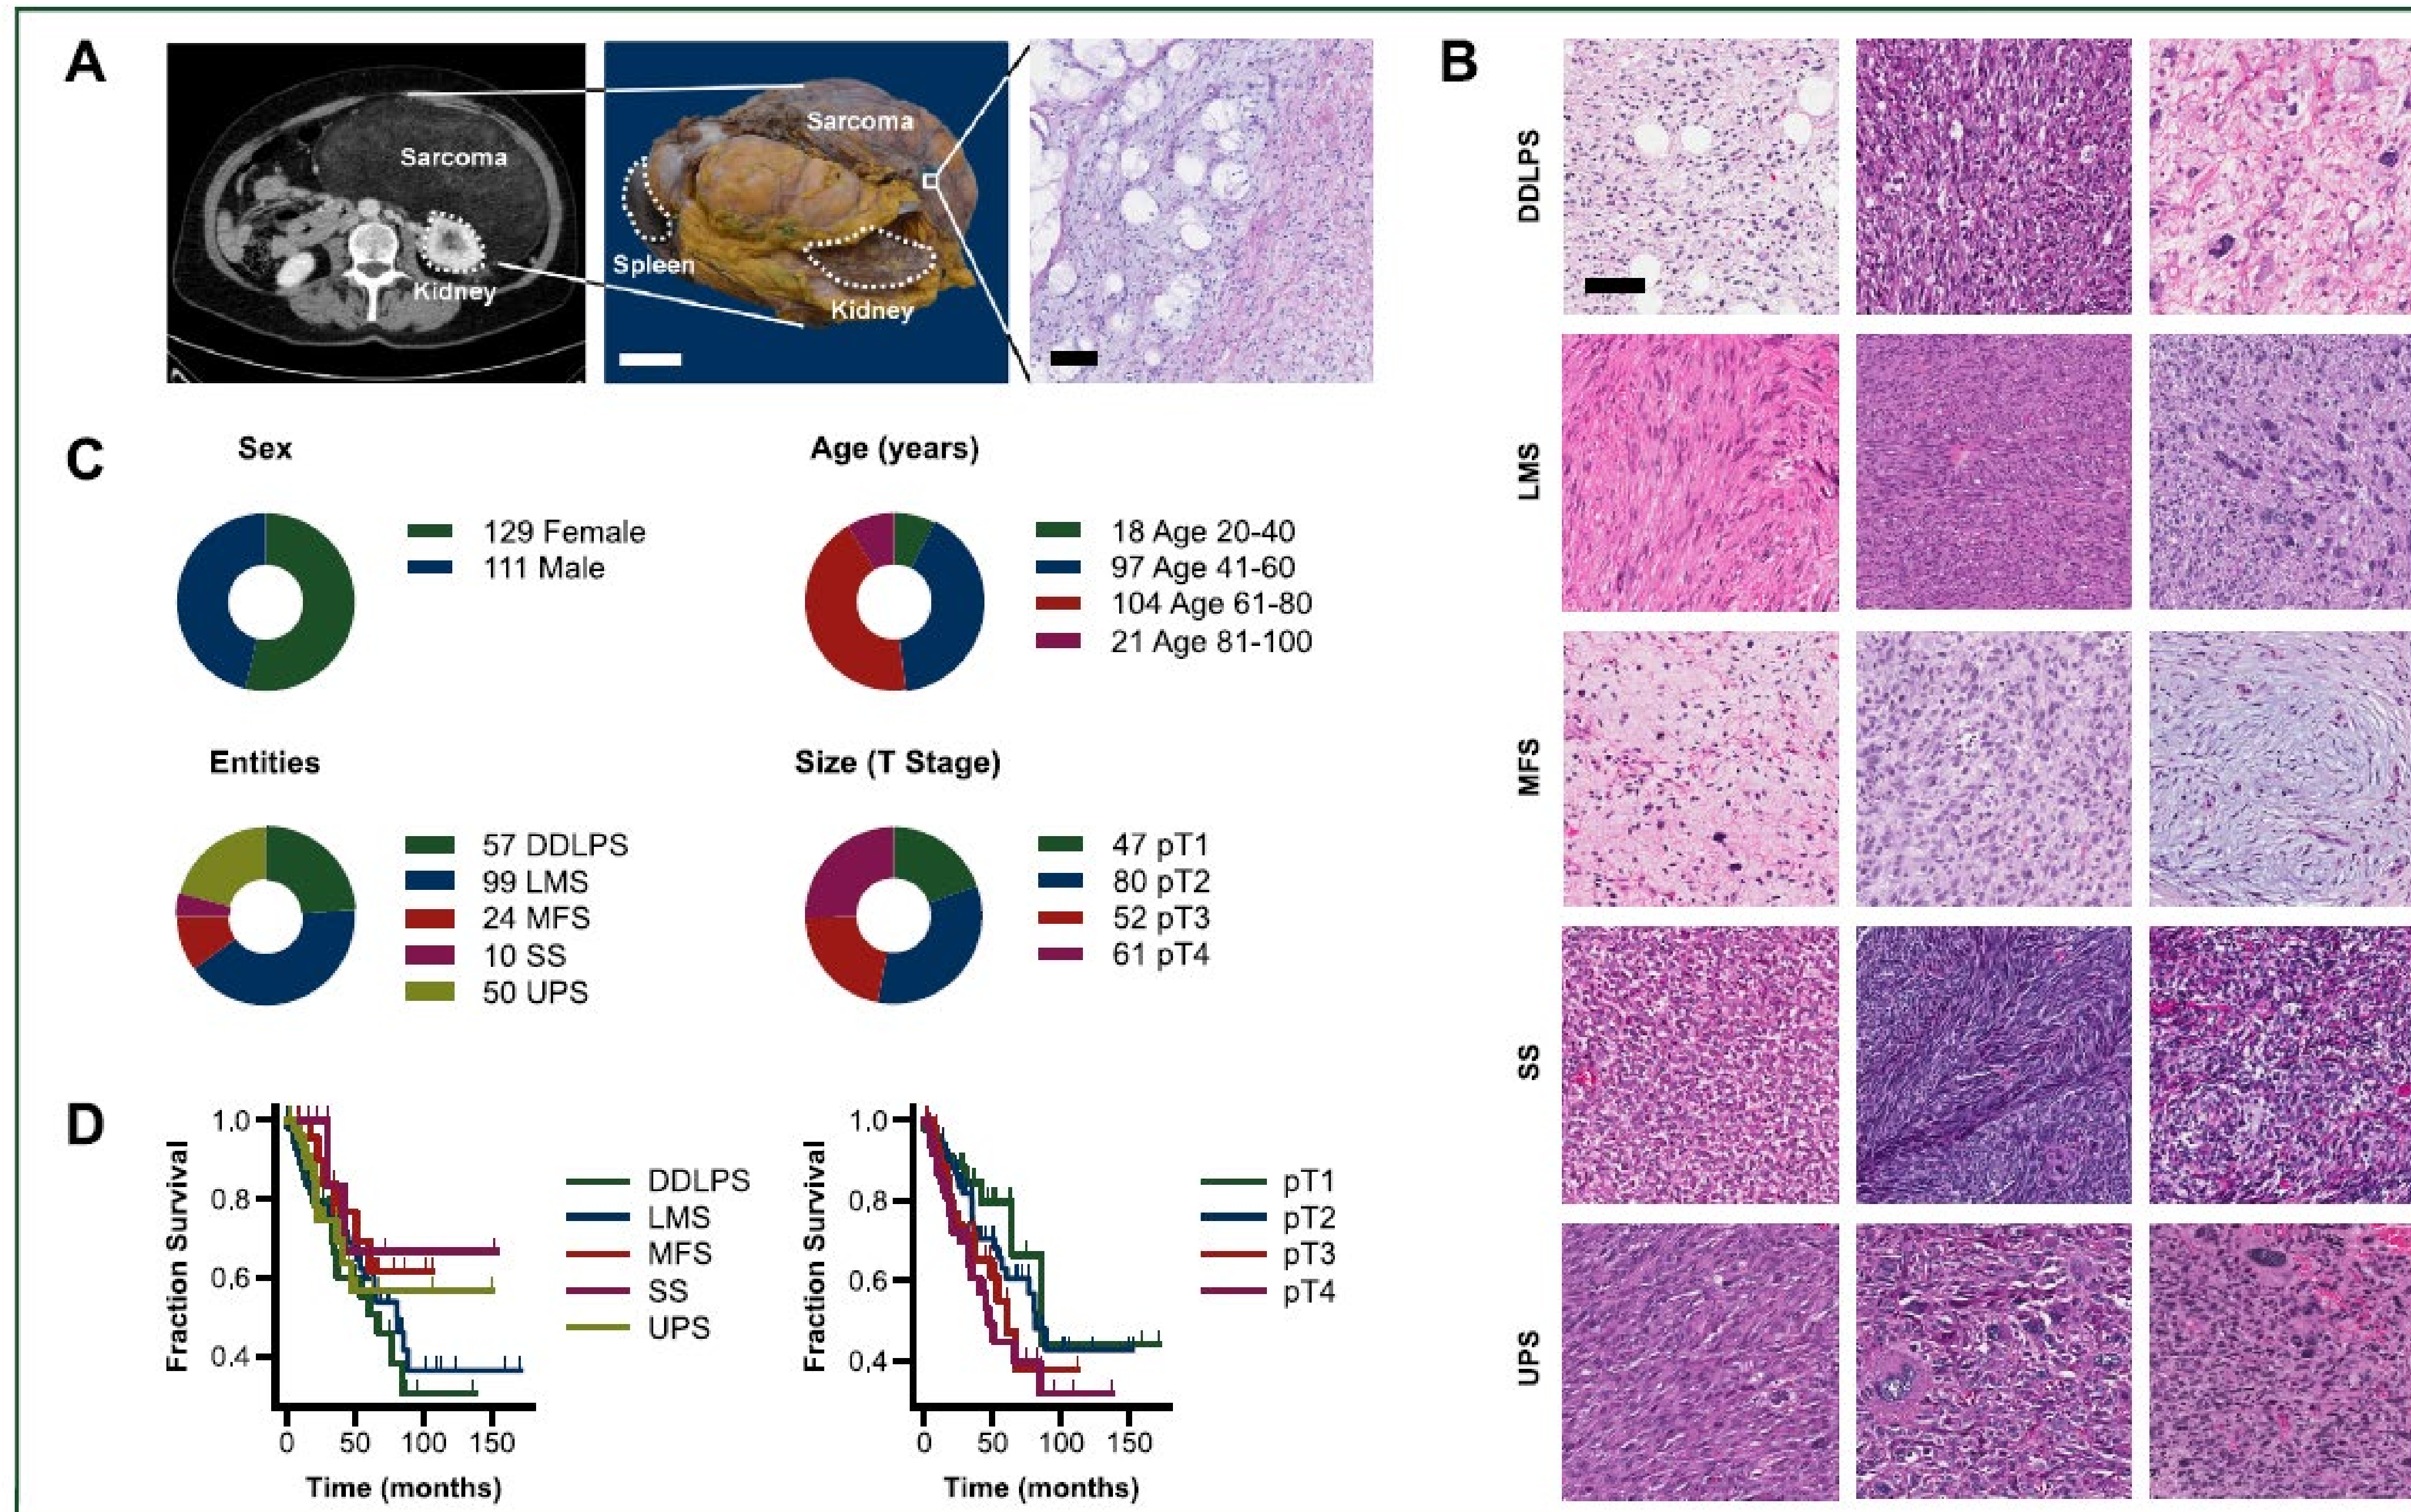 A
Sarcoma
Kidney
Sarcoma
Spleen
Kidney
B
DDLPS
LMS
MFS
SS
UPS
C
Sex
129 Female
111 Male
Age (years)
18 Age 20-40
97 Age 41-60
104 Age 61-80
21 Age 81-100
Entities
57 DDLPS
99 LMS
24 MFS
10 SS
50 UPS
Size (T Stage)
47 pT1
80 pT2
52 pT3
61 pT4
D
Fraction Survival
1.0
0.8
0.6
0.4
0 50 100 150
Time (months)
DDLPS
LMS
MFS
SS
UPS
Fraction Survival
1.0
0.8
0.6
0.4
0 50 100 150
Time (months)
pT1
pT2
pT3
pT4